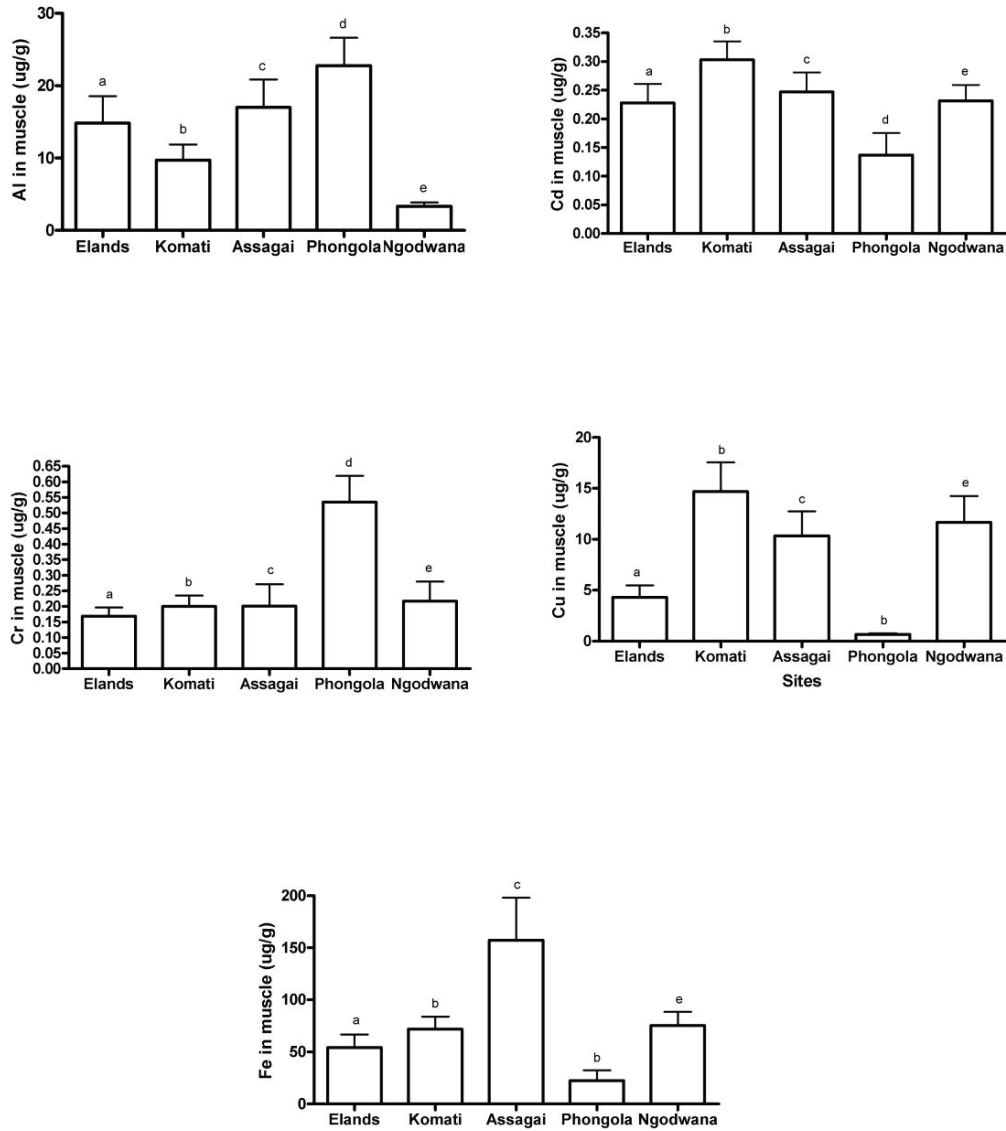 Al in muscle (ug/g)
30
20
10
0
a
b
c
d
e
Elands Komati Assagai Phongola Ngodwana
Cd in muscle (ug/g)
0.35
0.30
0.25
0.20
0.15
0.10
0.05
0.00
a
b
c
d
e
Elands Komati Assagai Phongola Ngodwana
Cr in muscle (ug/g)
0.65
0.60
0.55
0.50
0.45
0.40
0.35
0.30
0.25
0.20
0.15
0.10
0.05
0.00
a
b
c
d
e
Elands Komati Assagai Phongola Ngodwana
Cu in muscle (ug/g)
20
15
10
5
0
a
b
c
b
e
Elands Komati Assagai Phongola Ngodwana
Sites
Fe in muscle (ug/g)
200
150
100
50
0
a
b
c
b
e
Elands Komati Assagai Phongola Ngodwana